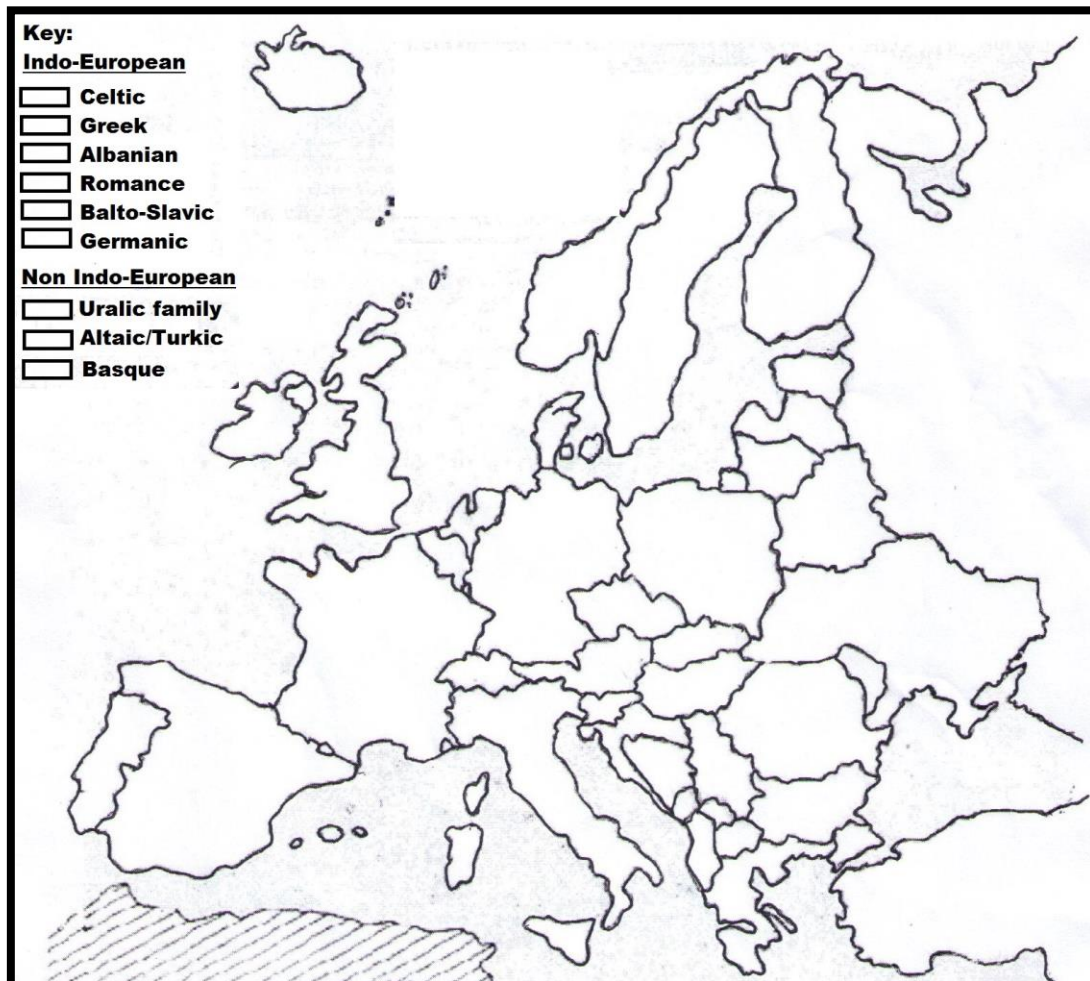 Key:
Indo-European
Celtic
Greek
Albanian
Romance
Balto-Slavic
Germanic
Non Indo-European
Uralic family
Altaic/Turkic
Basque